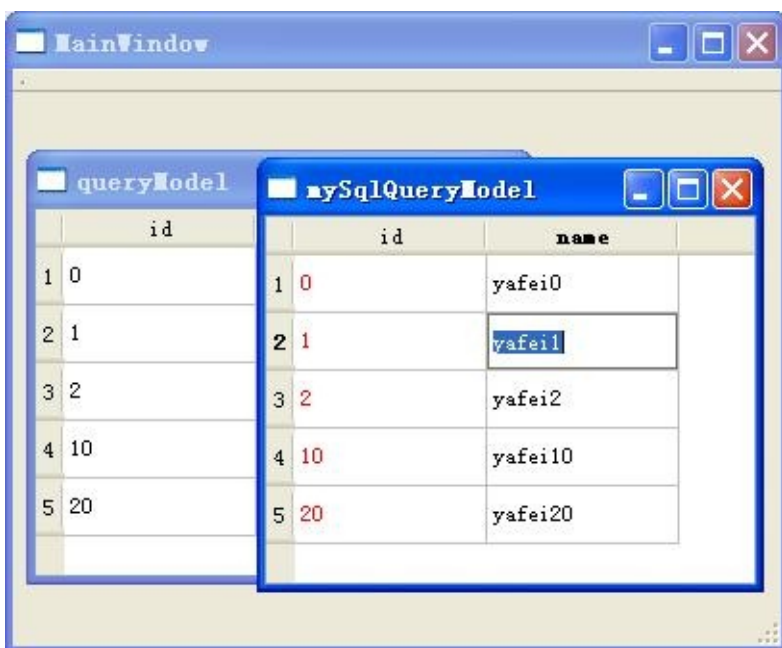 MainWindow
queryModel
id
1 0
2 1
3 2
4 10
5 20
mySqlQueryModel
id name
1 0 yafei0
2 1 yafei1
3 2 yafei2
4 10 yafei10
5 20 yafei20